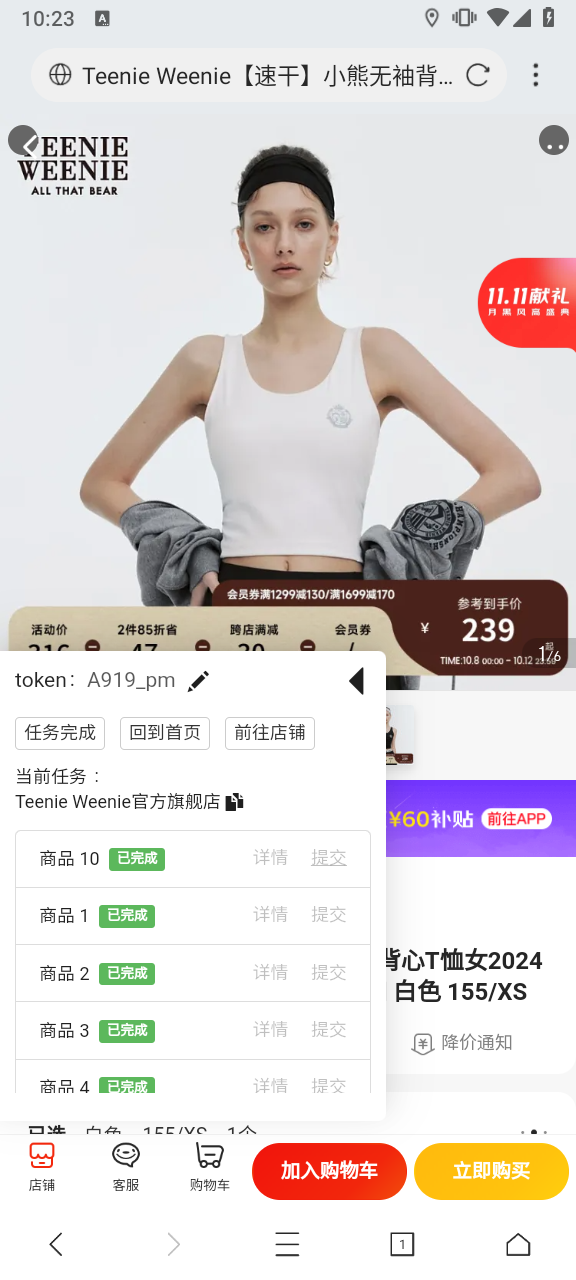 10:23
A
Teenie Weenie【速干】小熊无袖背…
TEENIE
WEENIE
ALL THAT BEAR
11.11献礼
月黑风高盛典
会员券满1299减130/满1699减170
活动价
2件85折省
跨店满减
会员券
参考到手价
¥ 239
起
TIME:10.8 00:00 - 10.12 23:50
1/6
token： A919_pm
任务完成 回到首页 前往店铺
当前任务：
Teenie Weenie官方旗舰店
商品 10 已完成 详情 提交
商品 1 已完成 详情 提交
商品 2 已完成 详情 提交
商品 3 已完成 详情 提交
商品 4 已完成 详情 提交
¥60补贴 前往APP
背心T恤女2024
白色 155/XS
降价通知
已选 白色，155/XS，1个
店铺
客服
购物车
加入购物车
立即购买
1